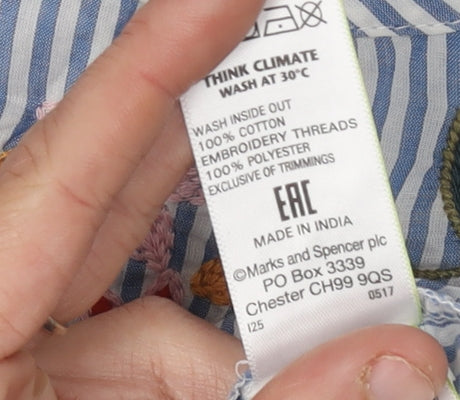 THINK CLIMATE
WASH AT 30°C
WASH INSIDE OUT
100% COTTON
EMBROIDERY THREADS
100% POLYESTER
EXCLUSIVE OF TRIMMINGS
EAC
MADE IN INDIA
©Marks and Spencer plc
PO Box 3339
Chester CH99 9QS
I25 0517